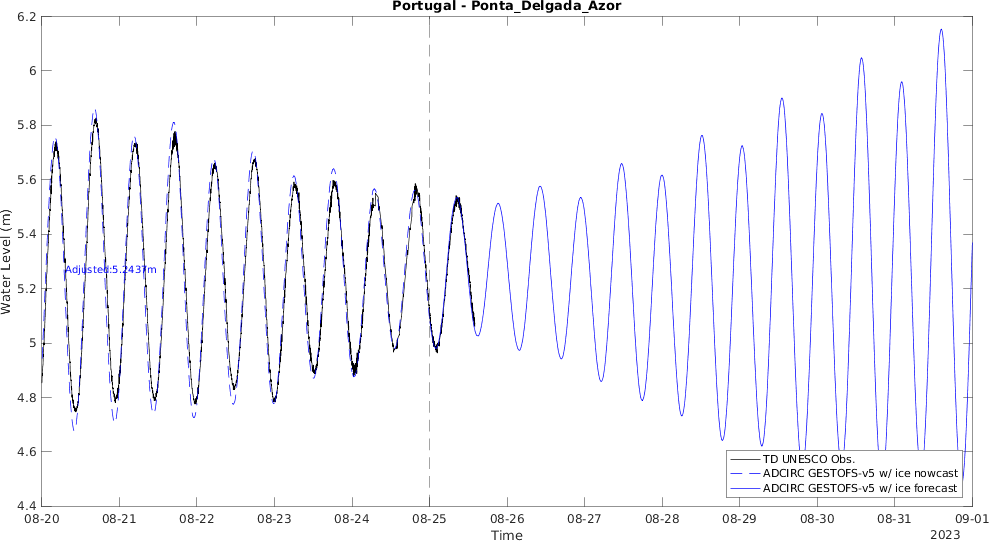 Portugal - Ponta_Delgada_Azor
6.2
6
5.8
5.6
5.4
5.2
5
4.8
4.6
4.4
Water Level (m)
Adjusted:5.2437m
TD UNESCO Obs.
ADCIRC GESTOFS-v5 w/ ice nowcast
ADCIRC GESTOFS-v5 w/ ice forecast
08-20 08-21 08-22 08-23 08-24 08-25 08-26 08-27 08-28 08-29 08-30 08-31 09-01
Time
2023